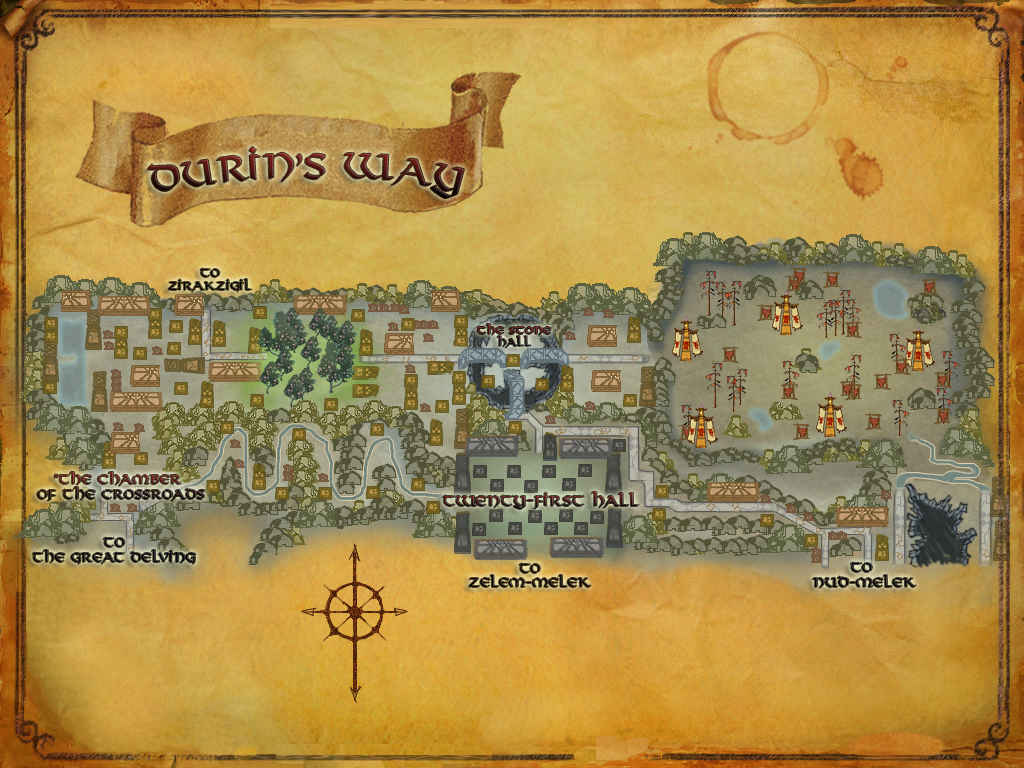 DURIN'S WAY
TO
ZIRAKZIGIL
THE STONE
HALL
THE CHAMBER
OF THE CROSSROADS
TWENTY-FIRST HALL
TO
THE GREAT DELVING
TO
ZELEM-MELEK
TO
NUD-MELEK